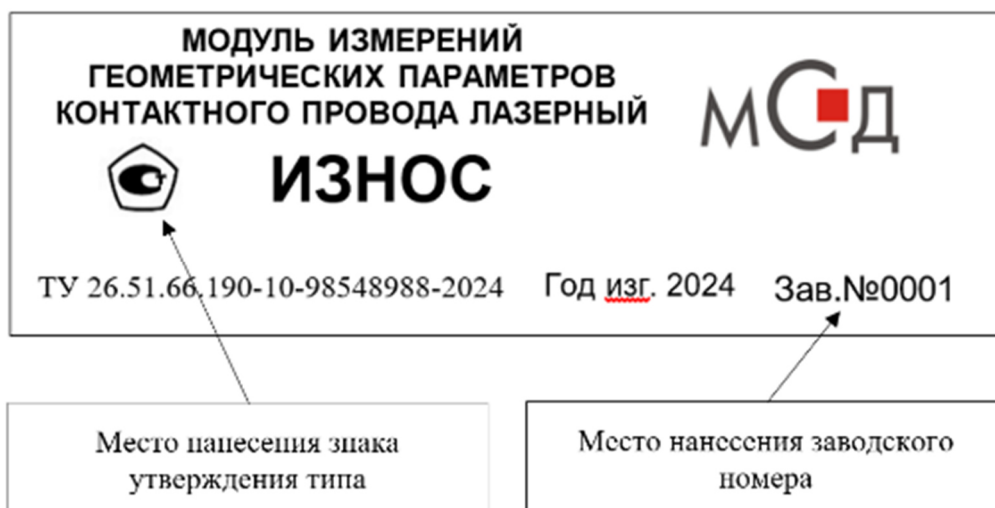 МОДУЛЬ ИЗМЕРЕНИЙ
ГЕОМЕТРИЧЕСКИХ ПАРАМЕТРОВ
КОНТАКТНОГО ПРОВОДА ЛАЗЕРНЫЙ
МСД
ИЗНОС
ТУ 26.51.66.190-10-98548988-2024 Год изг. 2024 Зав.№0001
Место нанесения знака
утверждения типа
Место нанесения заводского
номера